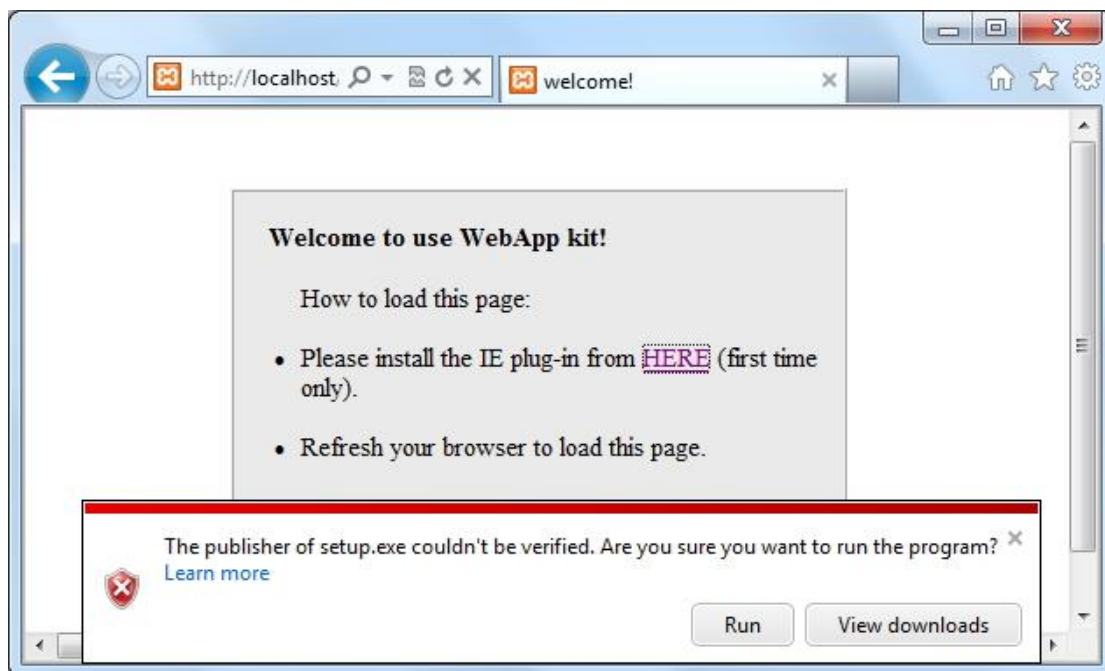 http://localhost, welcome!
Welcome to use WebApp kit!
How to load this page:
• Please install the IE plug-in from HERE (first time
only).
• Refresh your browser to load this page.
The publisher of setup.exe couldn't be verified. Are you sure you want to run the program?
Learn more
Run View downloads